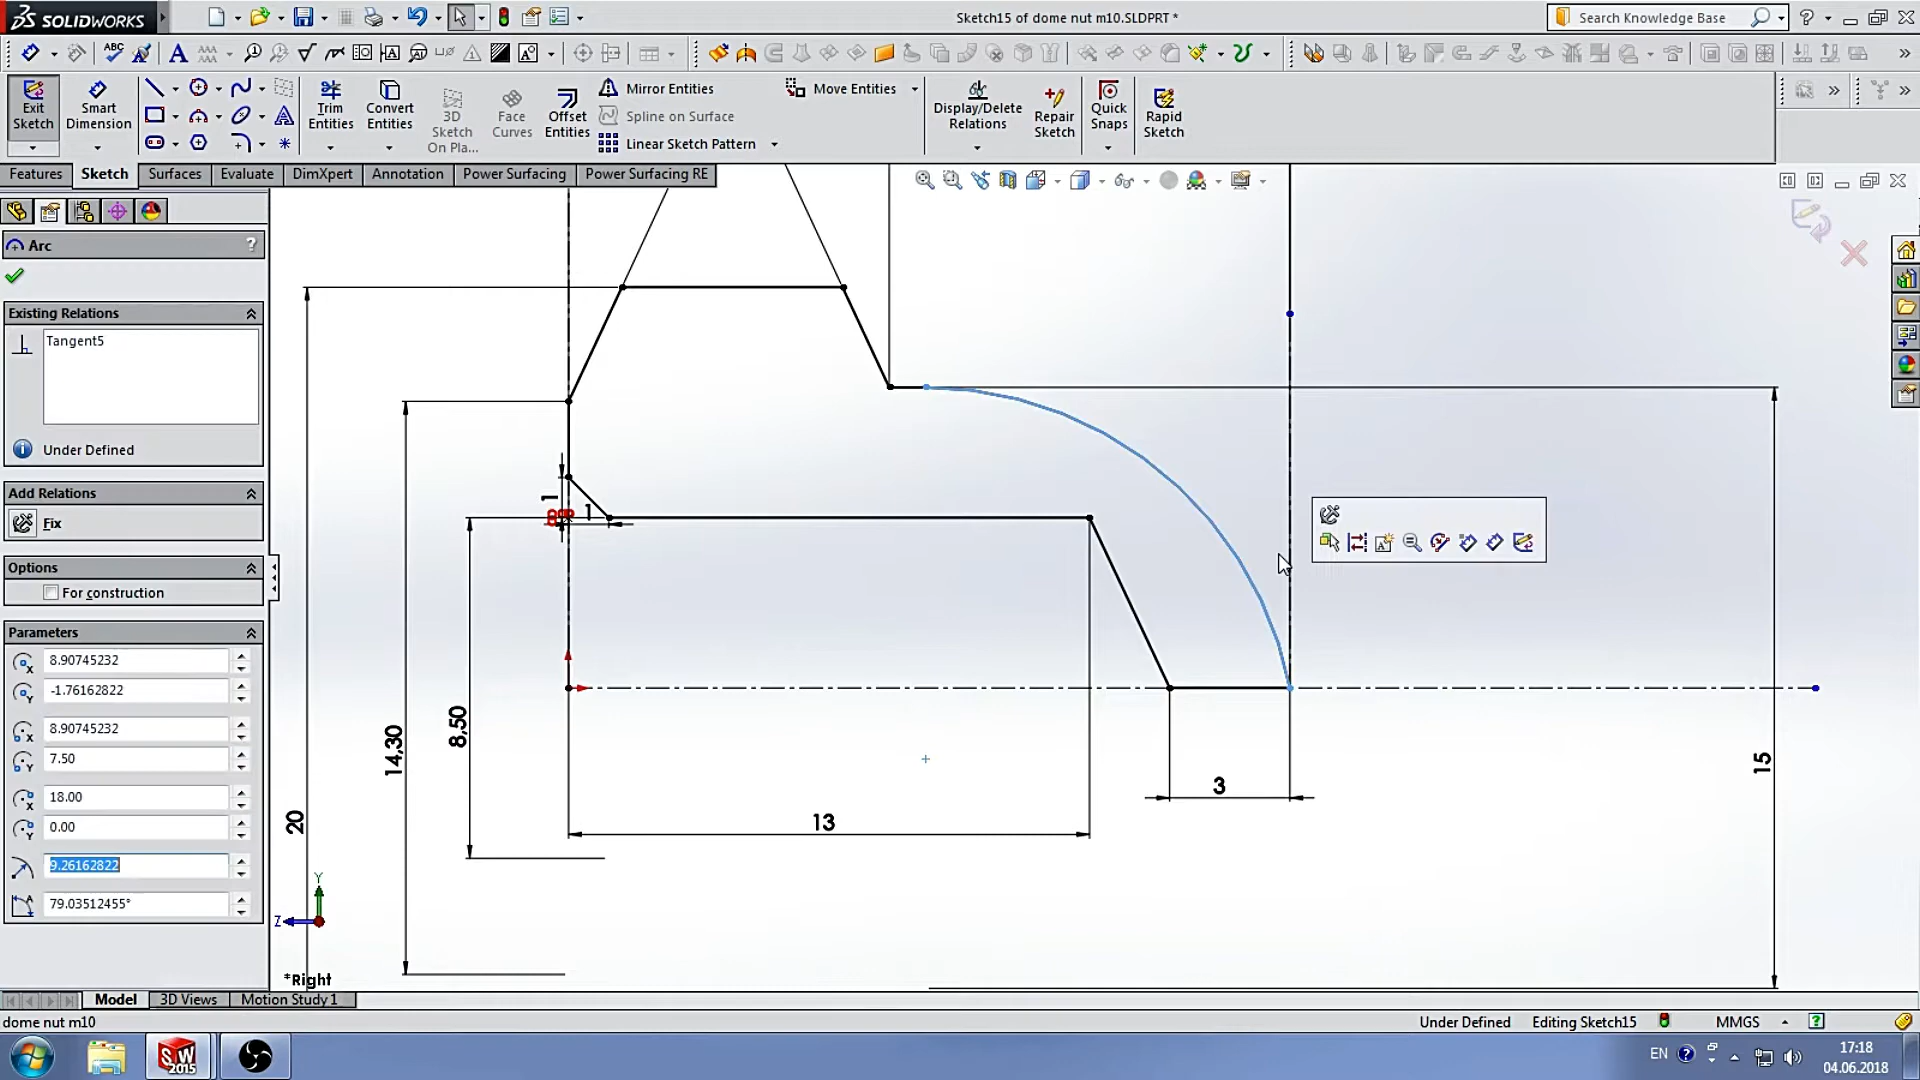 SOLIDWORKS
Sketch15 of dome nut m10.SLDPRT *
Search Knowledge Base
Exit Sketch
Smart Dimension
Trim Entities
Convert Entities
3D Sketch On Pla...
Face Curves
Offset Entities
Mirror Entities
Spline on Surface
Linear Sketch Pattern
Move Entities
Display/Delete Relations
Repair Sketch
Quick Snaps
Rapid Sketch
Features
Sketch
Surfaces
Evaluate
DimXpert
Annotation
Power Surfacing
Power Surfacing RE
Arc
?
Existing Relations
Tangent5
Under Defined
Add Relations
Fix
Options
For construction
Parameters
8.90745232
-1.76162822
8.90745232
7.50
18.00
0.00
9.26162822
79.03512455°
1
1
14,30
8,50
20
13
3
15
Y
Z
*Right
Model
3D Views
Motion Study 1
dome nut m10
Under Defined
Editing Sketch15
MMGS
SW 2015
EN
17:18
04.06.2018